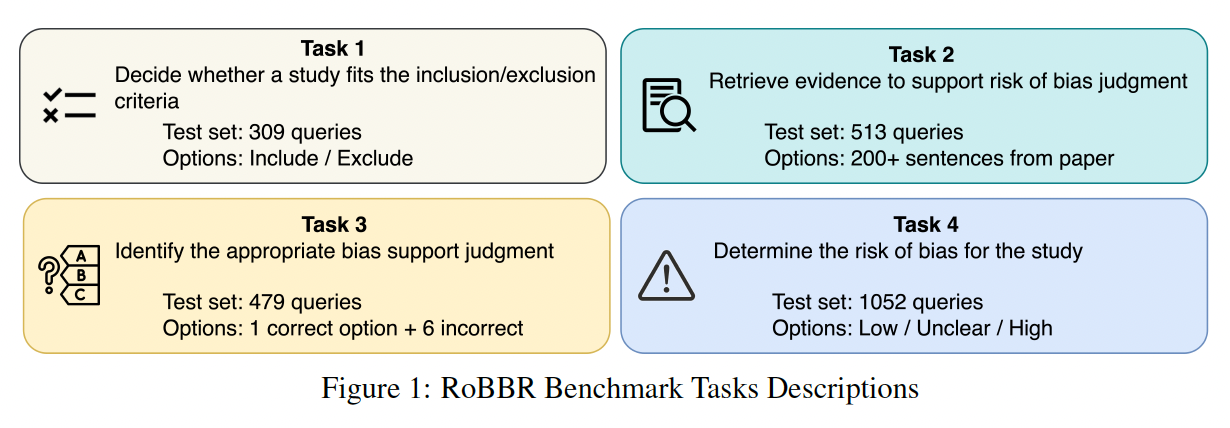 Task 1
Decide whether a study fits the inclusion/exclusion
criteria
Test set: 309 queries
Options: Include / Exclude
Task 2
Retrieve evidence to support risk of bias judgment
Test set: 513 queries
Options: 200+ sentences from paper
Task 3
Identify the appropriate bias support judgment
A
B
C
Test set: 479 queries
Options: 1 correct option + 6 incorrect
Task 4
Determine the risk of bias for the study
Test set: 1052 queries
Options: Low / Unclear / High
Figure 1: RoBBR Benchmark Tasks Descriptions